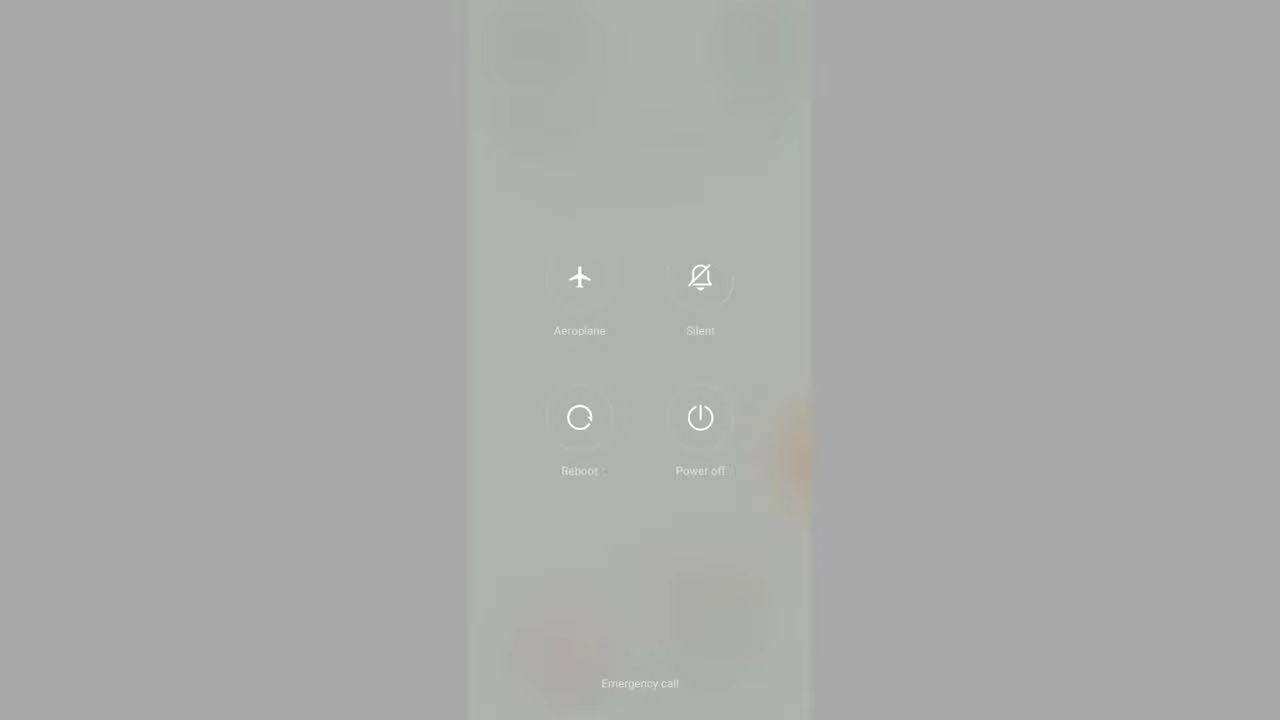 Aeroplane
Silent
Reboot
Power off
Emergency call